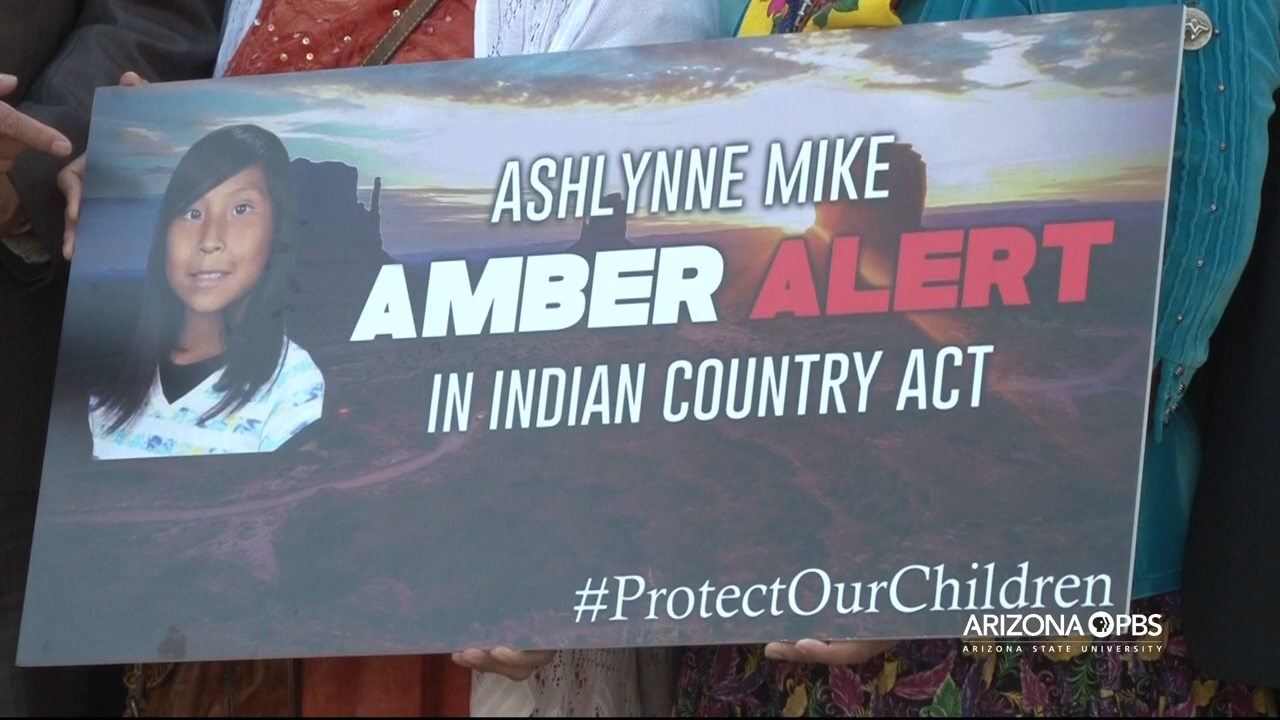 ASHLYNNE MIKE
AMBER ALERT
IN INDIAN COUNTRY ACT
#ProtectOurChildren
ARIZONA PBS
ARIZONA STATE UNIVERSITY